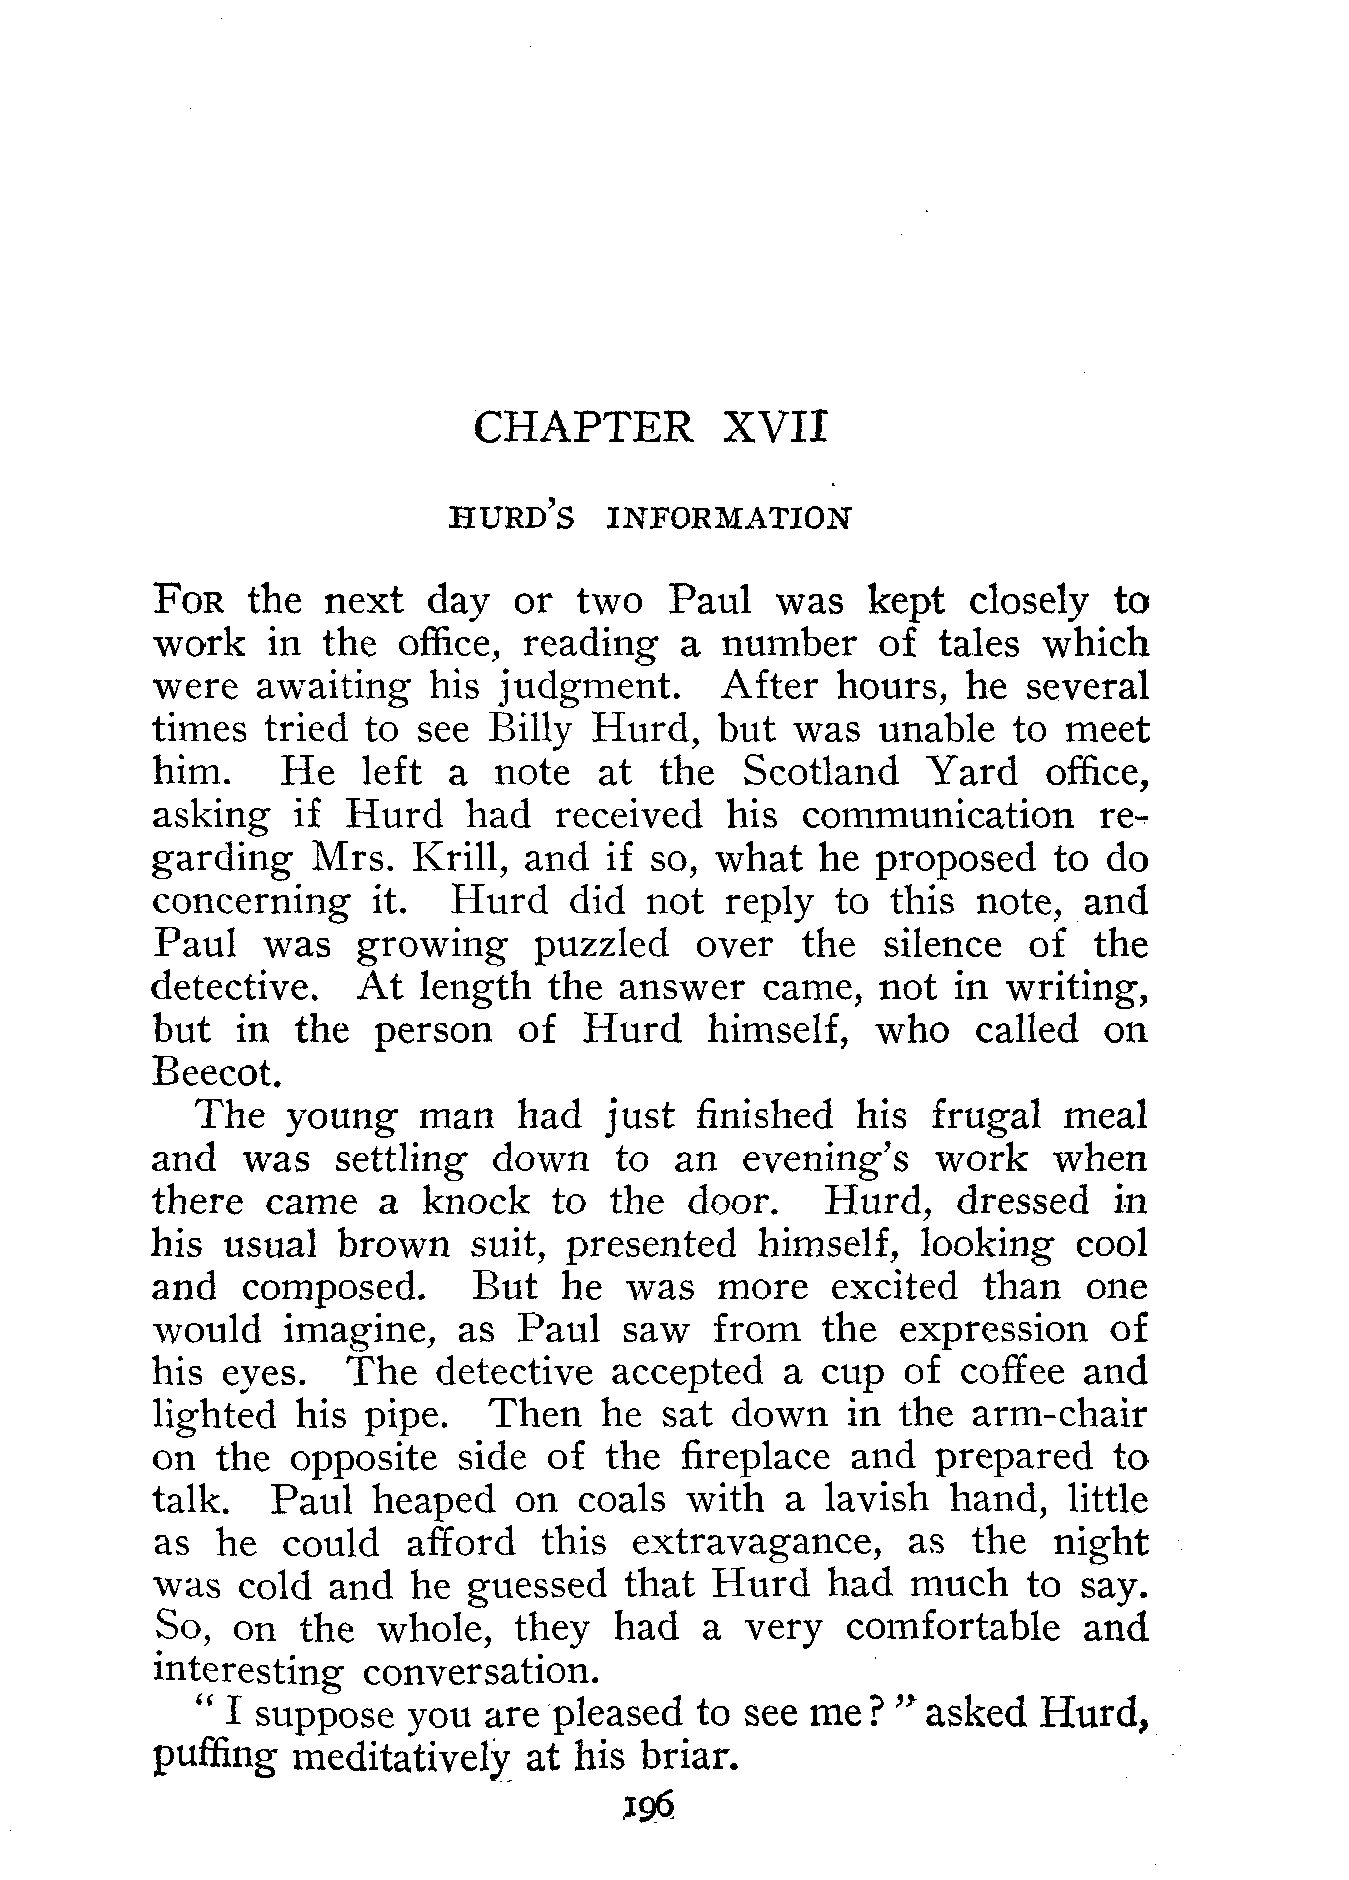 CHAPTER XVII
HURD'S INFORMATION
FOR the next day or two Paul was kept closely to
work in the office, reading a number of tales which
were awaiting his judgment. After hours, he several
times tried to see Billy Hurd, but was unable to meet
him. He left a note at the Scotland Yard office,
asking if Hurd had received his communication re-
garding Mrs. Krill, and if so, what he proposed to do
concerning it. Hurd did not reply to this note, and
Paul was growing puzzled over the silence of the
detective. At length the answer came, not in writing,
but in the person of Hurd himself, who called on
Beecot.
The young man had just finished his frugal meal
and was settling down to an evening's work when
there came a knock to the door. Hurd, dressed in
his usual brown suit, presented himself, looking cool
and composed. But he was more excited than one
would imagine, as Paul saw from the expression of
his eyes. The detective accepted a cup of coffee and
lighted his pipe. Then he sat down in the arm-chair
on the opposite side of the fireplace and prepared to
talk. Paul heaped on coals with a lavish hand, little
as he could afford this extravagance, as the night
was cold and he guessed that Hurd had much to say.
So, on the whole, they had a very comfortable and
interesting conversation.
" I suppose you are pleased to see me? " asked Hurd,
puffing meditatively at his briar.
196